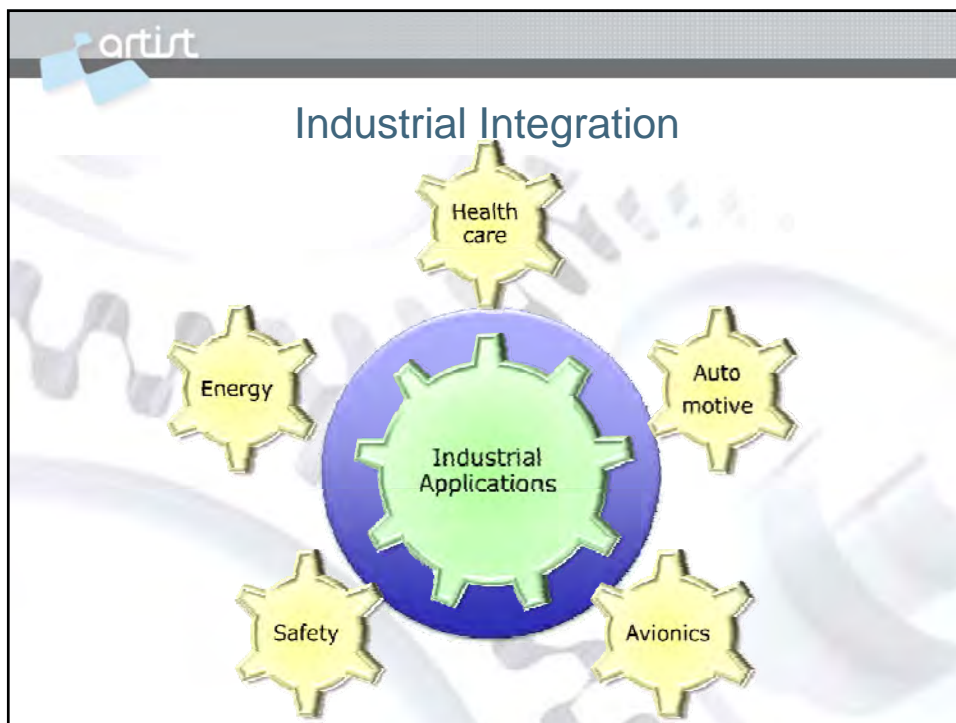 artist
Industrial Integration
Health
care
Energy
Auto
motive
Industrial
Applications
Safety
Avionics